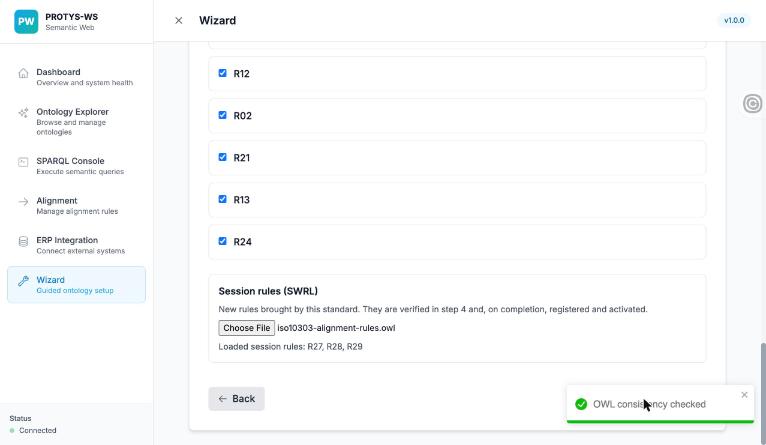 PW
PROTYS-WS
Semantic Web
Wizard
v1.0.0
Dashboard
Overview and system health
Ontology Explorer
Browse and manage
ontologies
SPARQL Console
Execute semantic queries
Alignment
Manage alignment rules
ERP Integration
Connect external systems
Wizard
Guided ontology setup
Status
Connected
R12
R02
R21
R13
R24
Session rules (SWRL)
New rules brought by this standard. They are verified in step 4 and, on completion, registered and activated.
Choose File iso10303-alignment-rules.owl
Loaded session rules: R27, R28, R29
← Back
OWL consistency checked